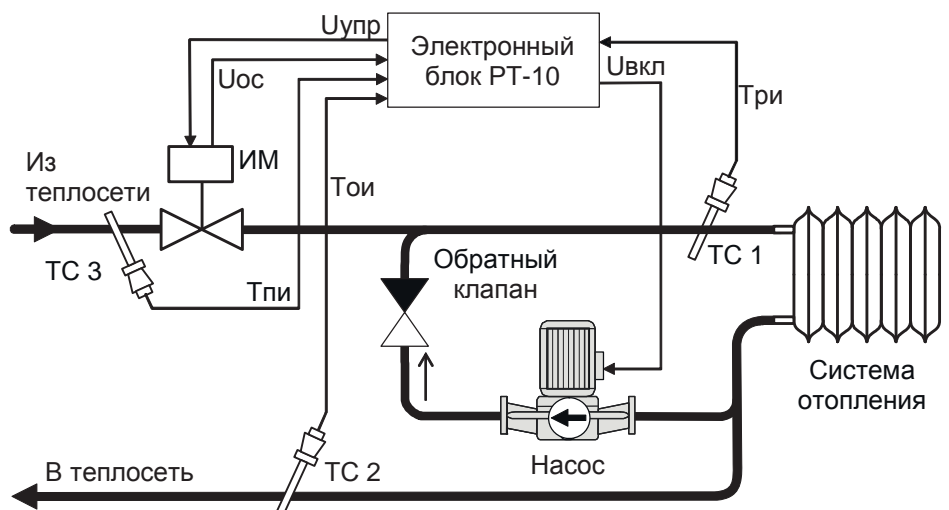 Uупр
Электронный
блок РТ-10
Uвкл
Uос
Три
Из
теплосети
ИМ
Тои
ТС 3
Тпи
Обратный
клапан
ТС 1
Система
отопления
Насос
В теплосеть
ТС 2